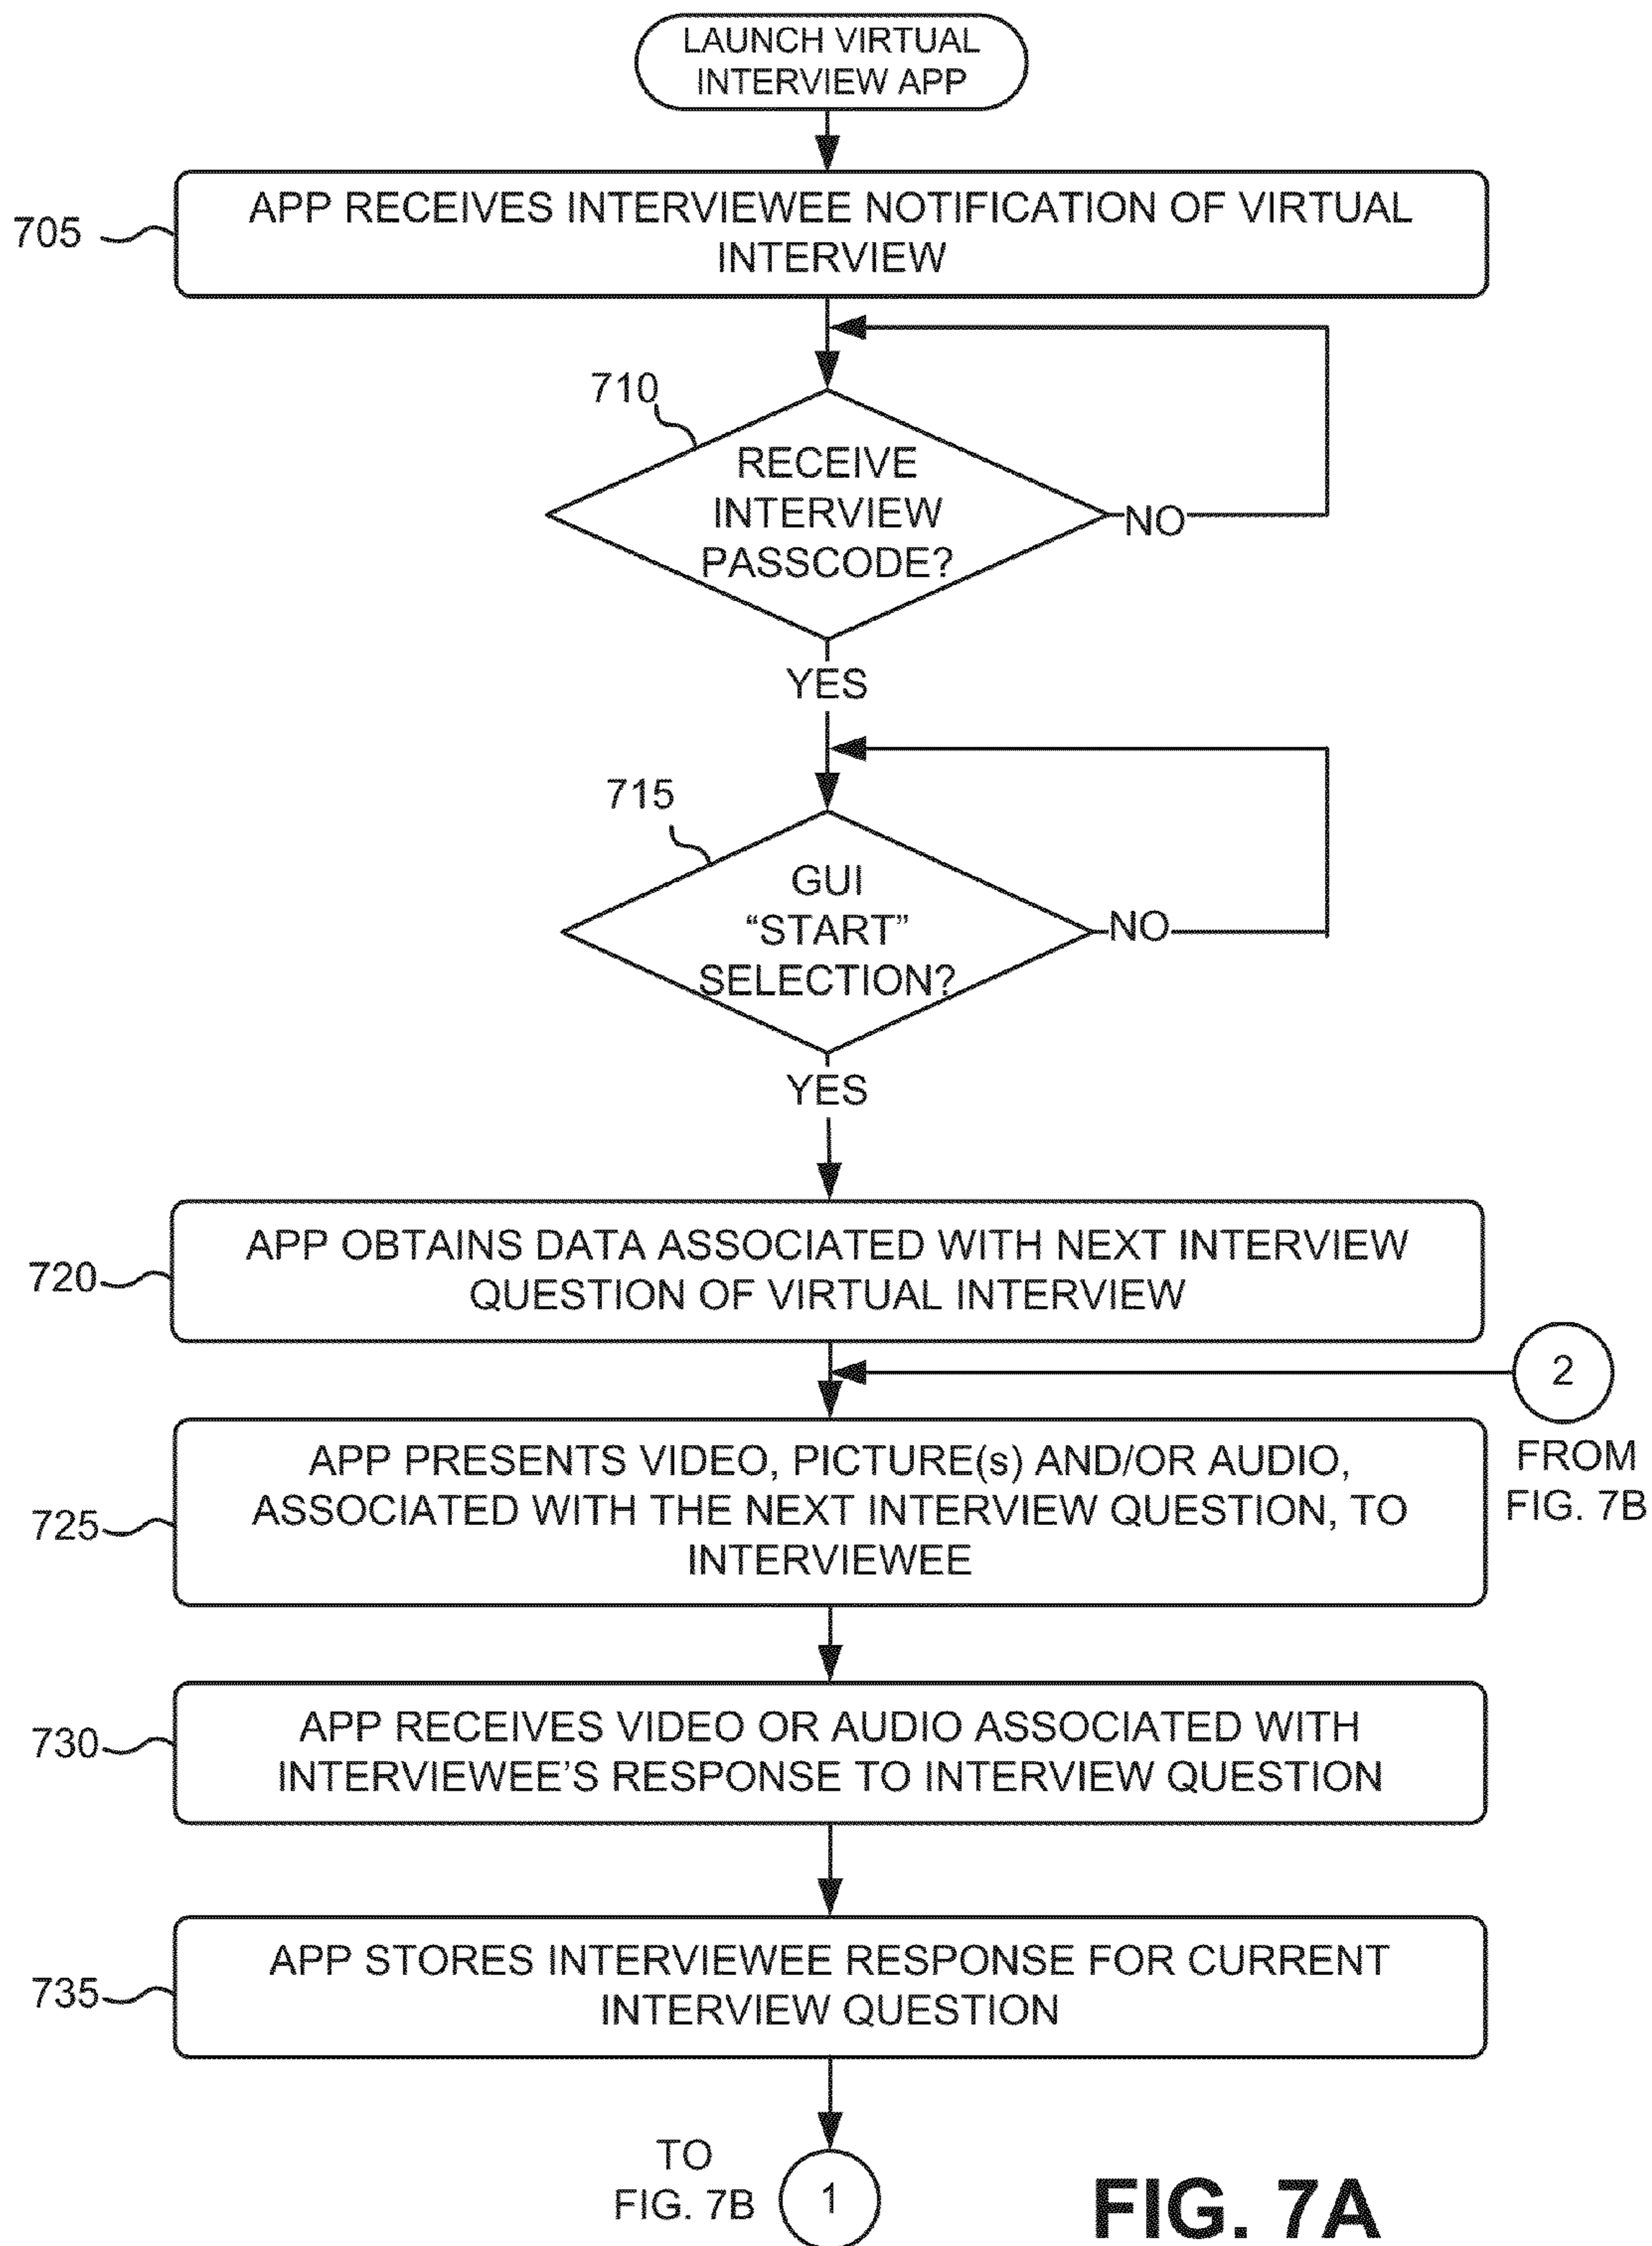 LAUNCH VIRTUAL
INTERVIEW APP
705
APP RECEIVES INTERVIEWEE NOTIFICATION OF VIRTUAL
INTERVIEW
710
RECEIVE
INTERVIEW
PASSCODE?
NO
YES
715
GUI
“START”
SELECTION?
NO
YES
720
APP OBTAINS DATA ASSOCIATED WITH NEXT INTERVIEW
QUESTION OF VIRTUAL INTERVIEW
2
FROM
FIG. 7B
725
APP PRESENTS VIDEO, PICTURE(s) AND/OR AUDIO,
ASSOCIATED WITH THE NEXT INTERVIEW QUESTION, TO
INTERVIEWEE
730
APP RECEIVES VIDEO OR AUDIO ASSOCIATED WITH
INTERVIEWEE’S RESPONSE TO INTERVIEW QUESTION
735
APP STORES INTERVIEWEE RESPONSE FOR CURRENT
INTERVIEW QUESTION
TO
FIG. 7B
1
FIG. 7A